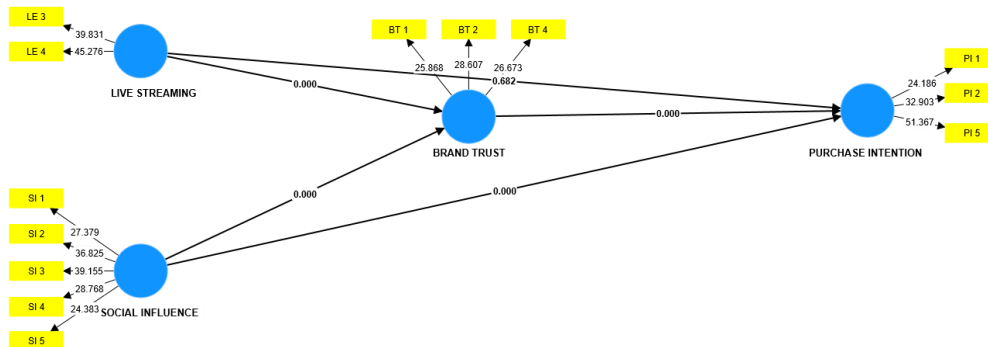 LE 3
39.831
LE 4
45.276
LIVE STREAMING
BT 1
BT 2
BT 4
25.868
28.607
26.673
0.682
0.000
BRAND TRUST
0.000
PI 1
24.186
PI 2
32.903
PI 5
51.367
PURCHASE INTENTION
0.000
0.000
SI 1
27.379
SI 2
36.825
SI 3
39.155
SI 4
28.768
SI 5
24.383
SOCIAL INFLUENCE